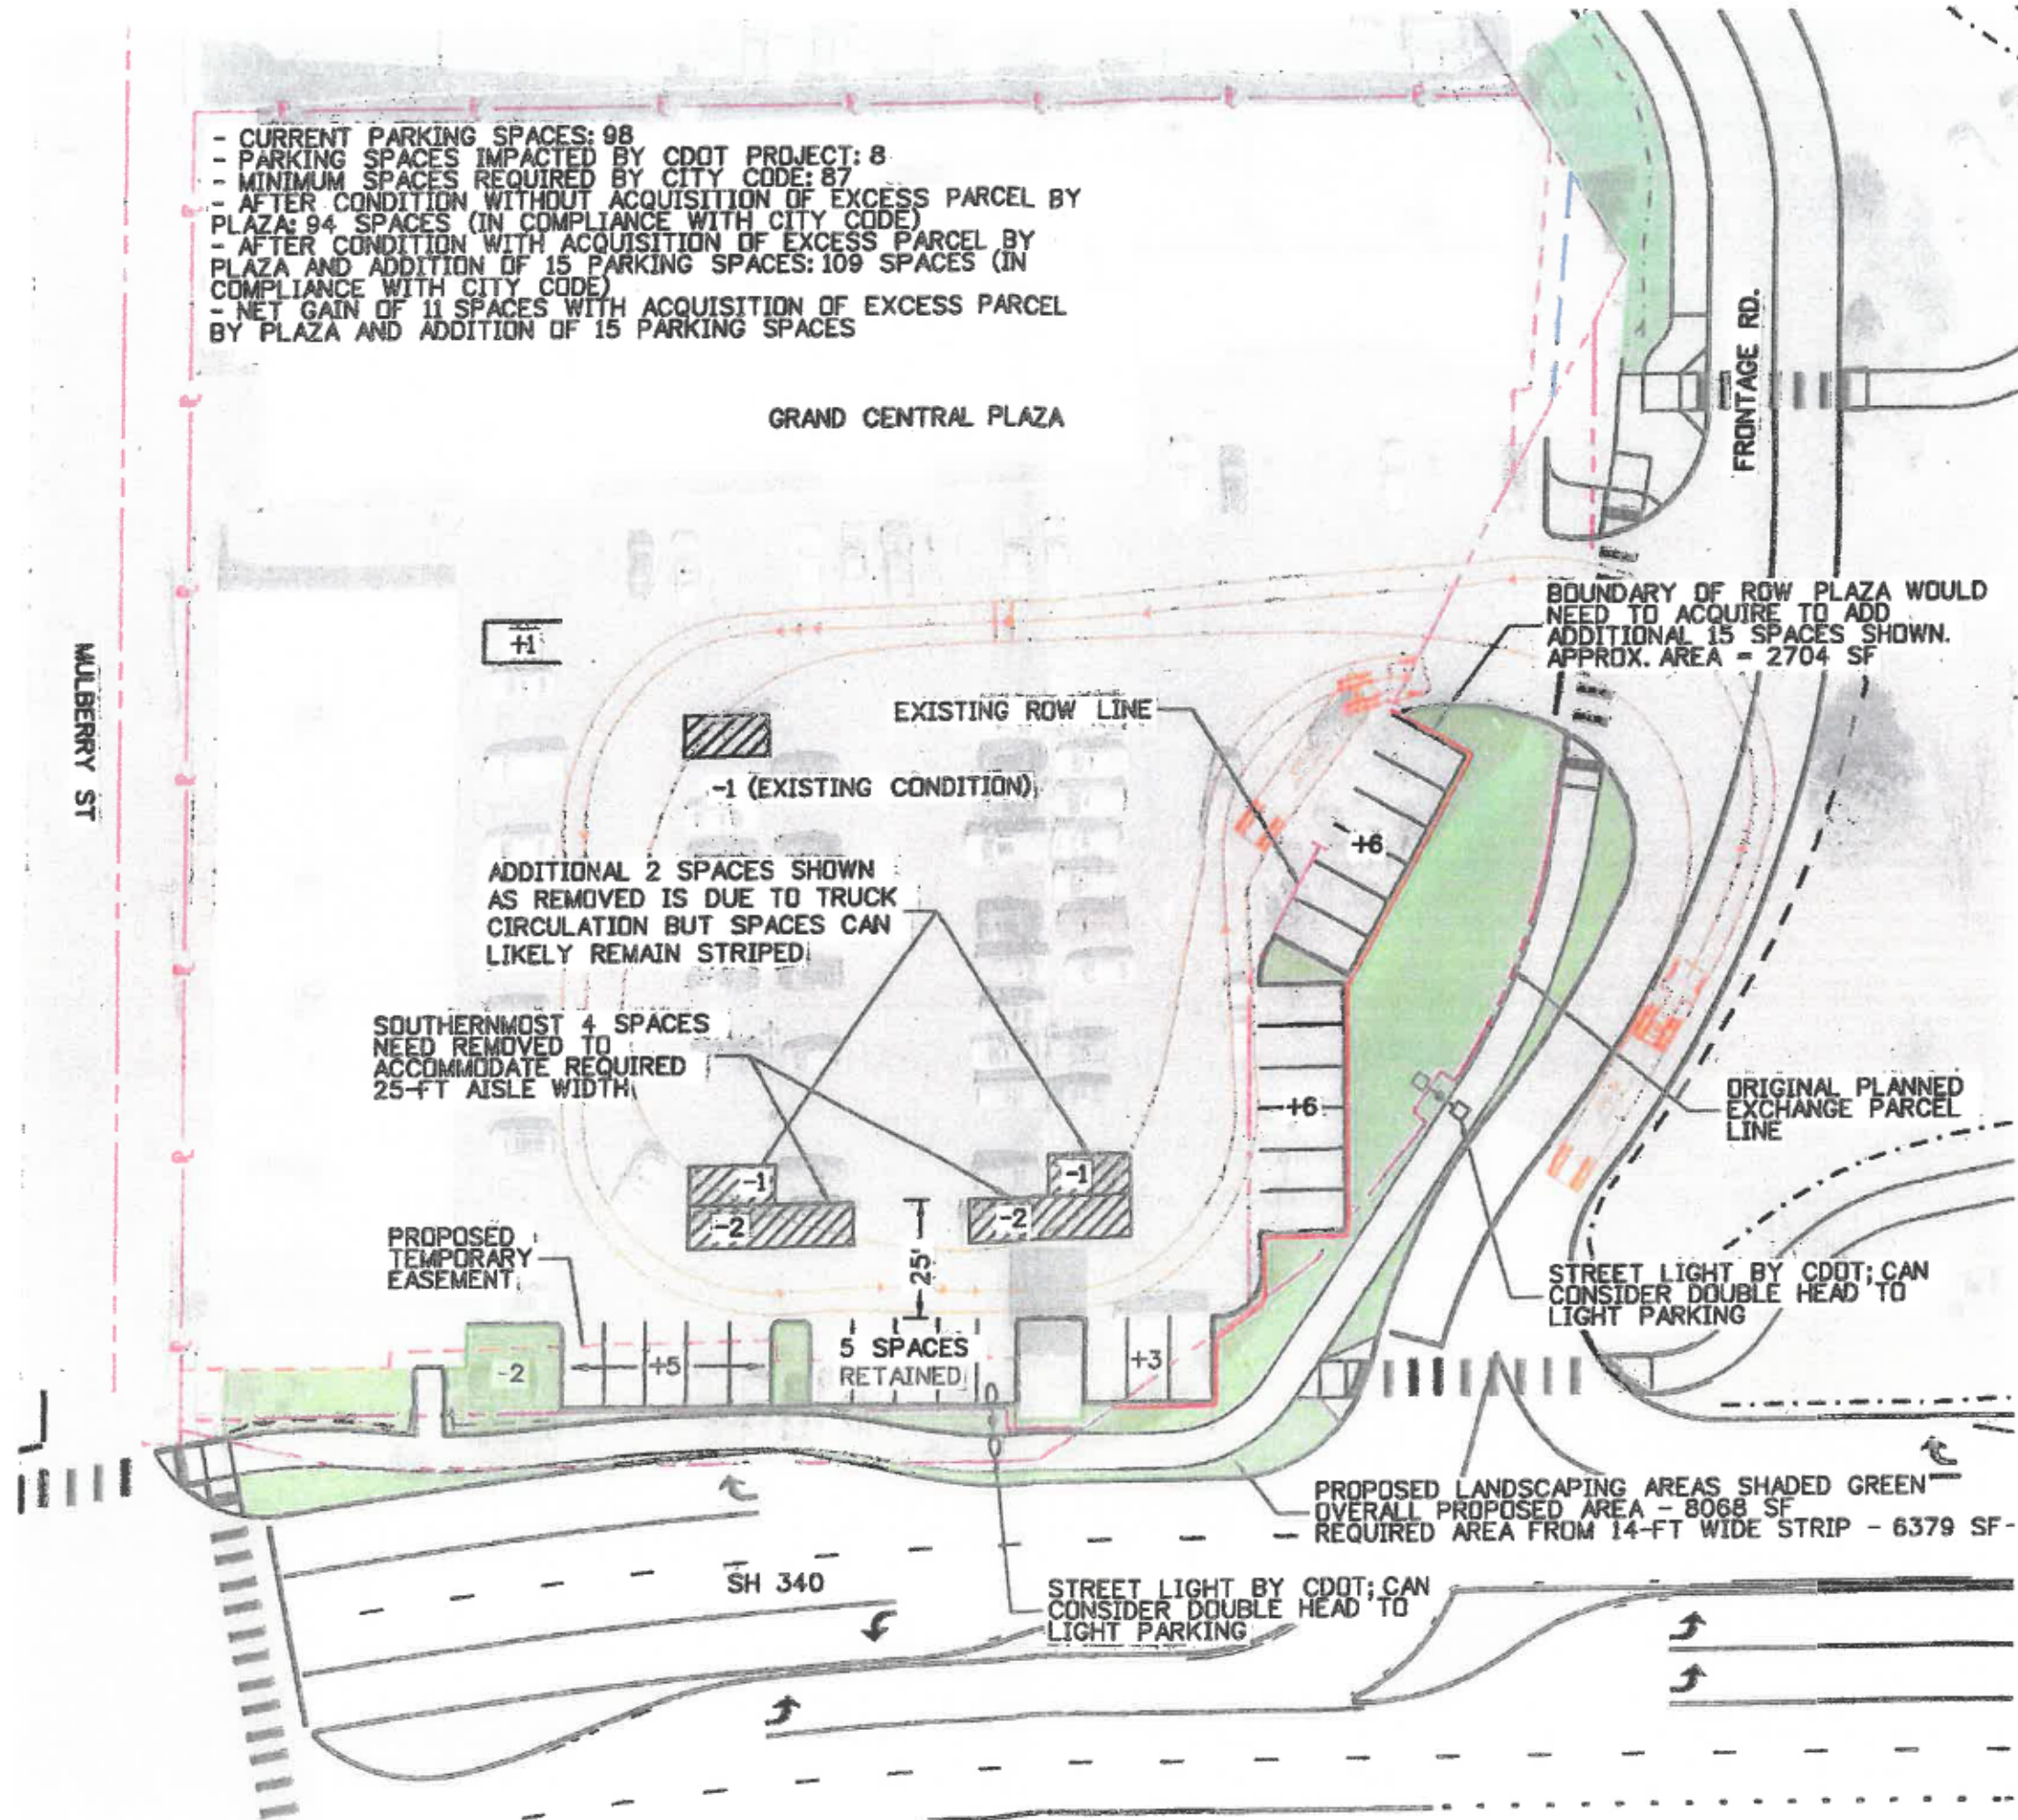 - CURRENT PARKING SPACES: 98
- PARKING SPACES IMPACTED BY CDOT PROJECT: 8
- MINIMUM SPACES REQUIRED BY CITY CODE: 87
- AFTER CONDITION WITHOUT ACQUISITION OF EXCESS PARCEL BY
PLAZA: 94 SPACES (IN COMPLIANCE WITH CITY CODE)
- AFTER CONDITION WITH ACQUISITION OF EXCESS PARCEL BY
PLAZA AND ADDITION OF 15 PARKING SPACES: 109 SPACES (IN
COMPLIANCE WITH CITY CODE)
- NET GAIN OF 11 SPACES WITH ACQUISITION OF EXCESS PARCEL
BY PLAZA AND ADDITION OF 15 PARKING SPACES
GRAND CENTRAL PLAZA
FRONTAGE RD.
MULBERRY ST
+1
BOUNDARY OF ROW PLAZA WOULD
NEED TO ACQUIRE TO ADD
ADDITIONAL 15 SPACES SHOWN.
APPROX. AREA = 2704 SF
EXISTING ROW LINE
-1 (EXISTING CONDITION)
+6
ADDITIONAL 2 SPACES SHOWN
AS REMOVED IS DUE TO TRUCK
CIRCULATION BUT SPACES CAN
LIKELY REMAIN STRIPED
SOUTHERNMOST 4 SPACES
NEED REMOVED TO
ACCOMMODATE REQUIRED
25-FT AISLE WIDTH
+6
ORIGINAL PLANNED
EXCHANGE PARCEL
LINE
-1
-1
-2
-2
25'
PROPOSED
TEMPORARY
EASEMENT
STREET LIGHT BY CDOT; CAN
CONSIDER DOUBLE HEAD TO
LIGHT PARKING
-2
+5
5 SPACES
RETAINED
+3
PROPOSED LANDSCAPING AREAS SHADED GREEN
OVERALL PROPOSED AREA - 8068 SF
REQUIRED AREA FROM 14-FT WIDE STRIP - 6379 SF
SH 340
STREET LIGHT BY CDOT; CAN
CONSIDER DOUBLE HEAD TO
LIGHT PARKING